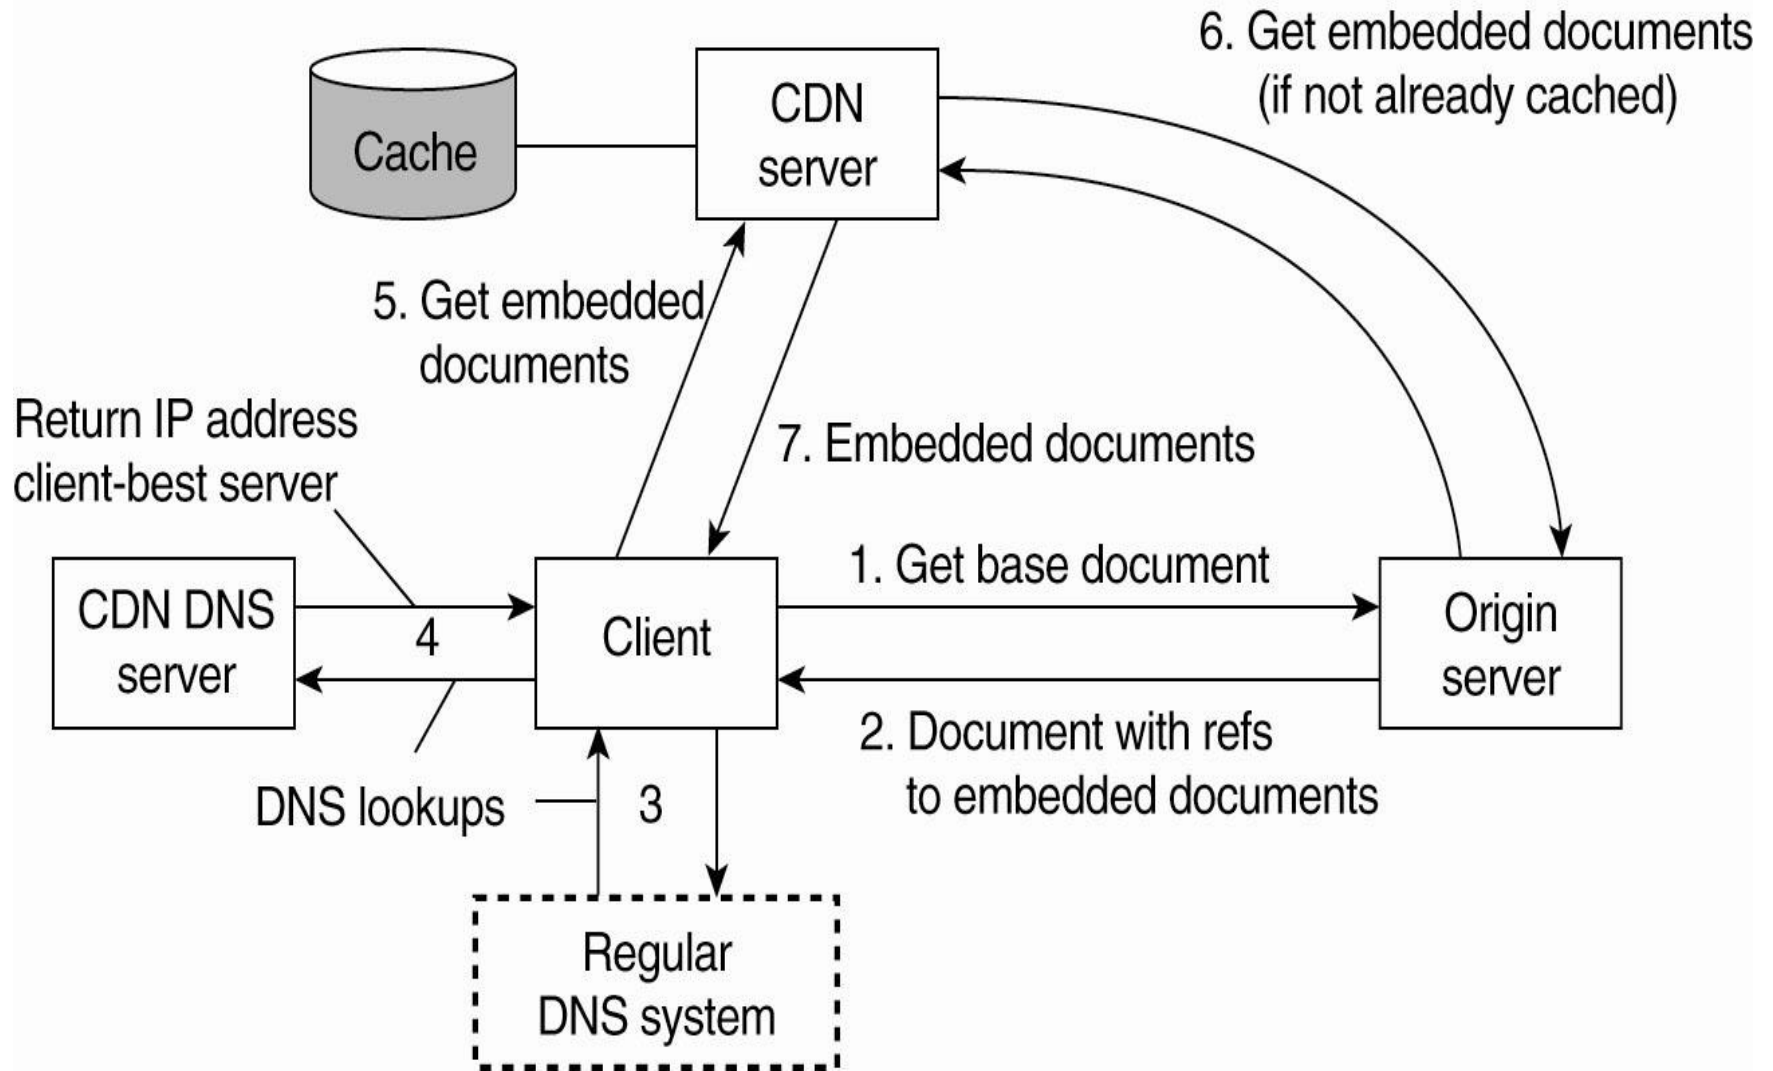 6. Get embedded documents
(if not already cached)
CDN
server
Cache
5. Get embedded
documents
Return IP address
client-best server
7. Embedded documents
1. Get base document
CDN DNS
server
4
Client
Origin
server
2. Document with refs
to embedded documents
DNS lookups
3
Regular
DNS system